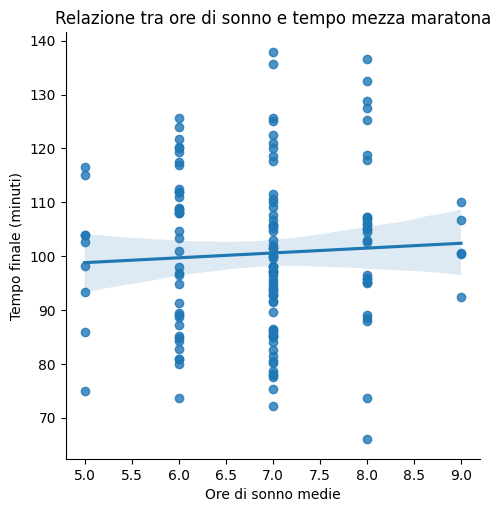 Relazione tra ore di sonno e tempo mezza maratona
140
130
120
110
100
90
80
70
Tempo finale (minuti)
5.0 5.5 6.0 6.5 7.0 7.5 8.0 8.5 9.0
Ore di sonno medie